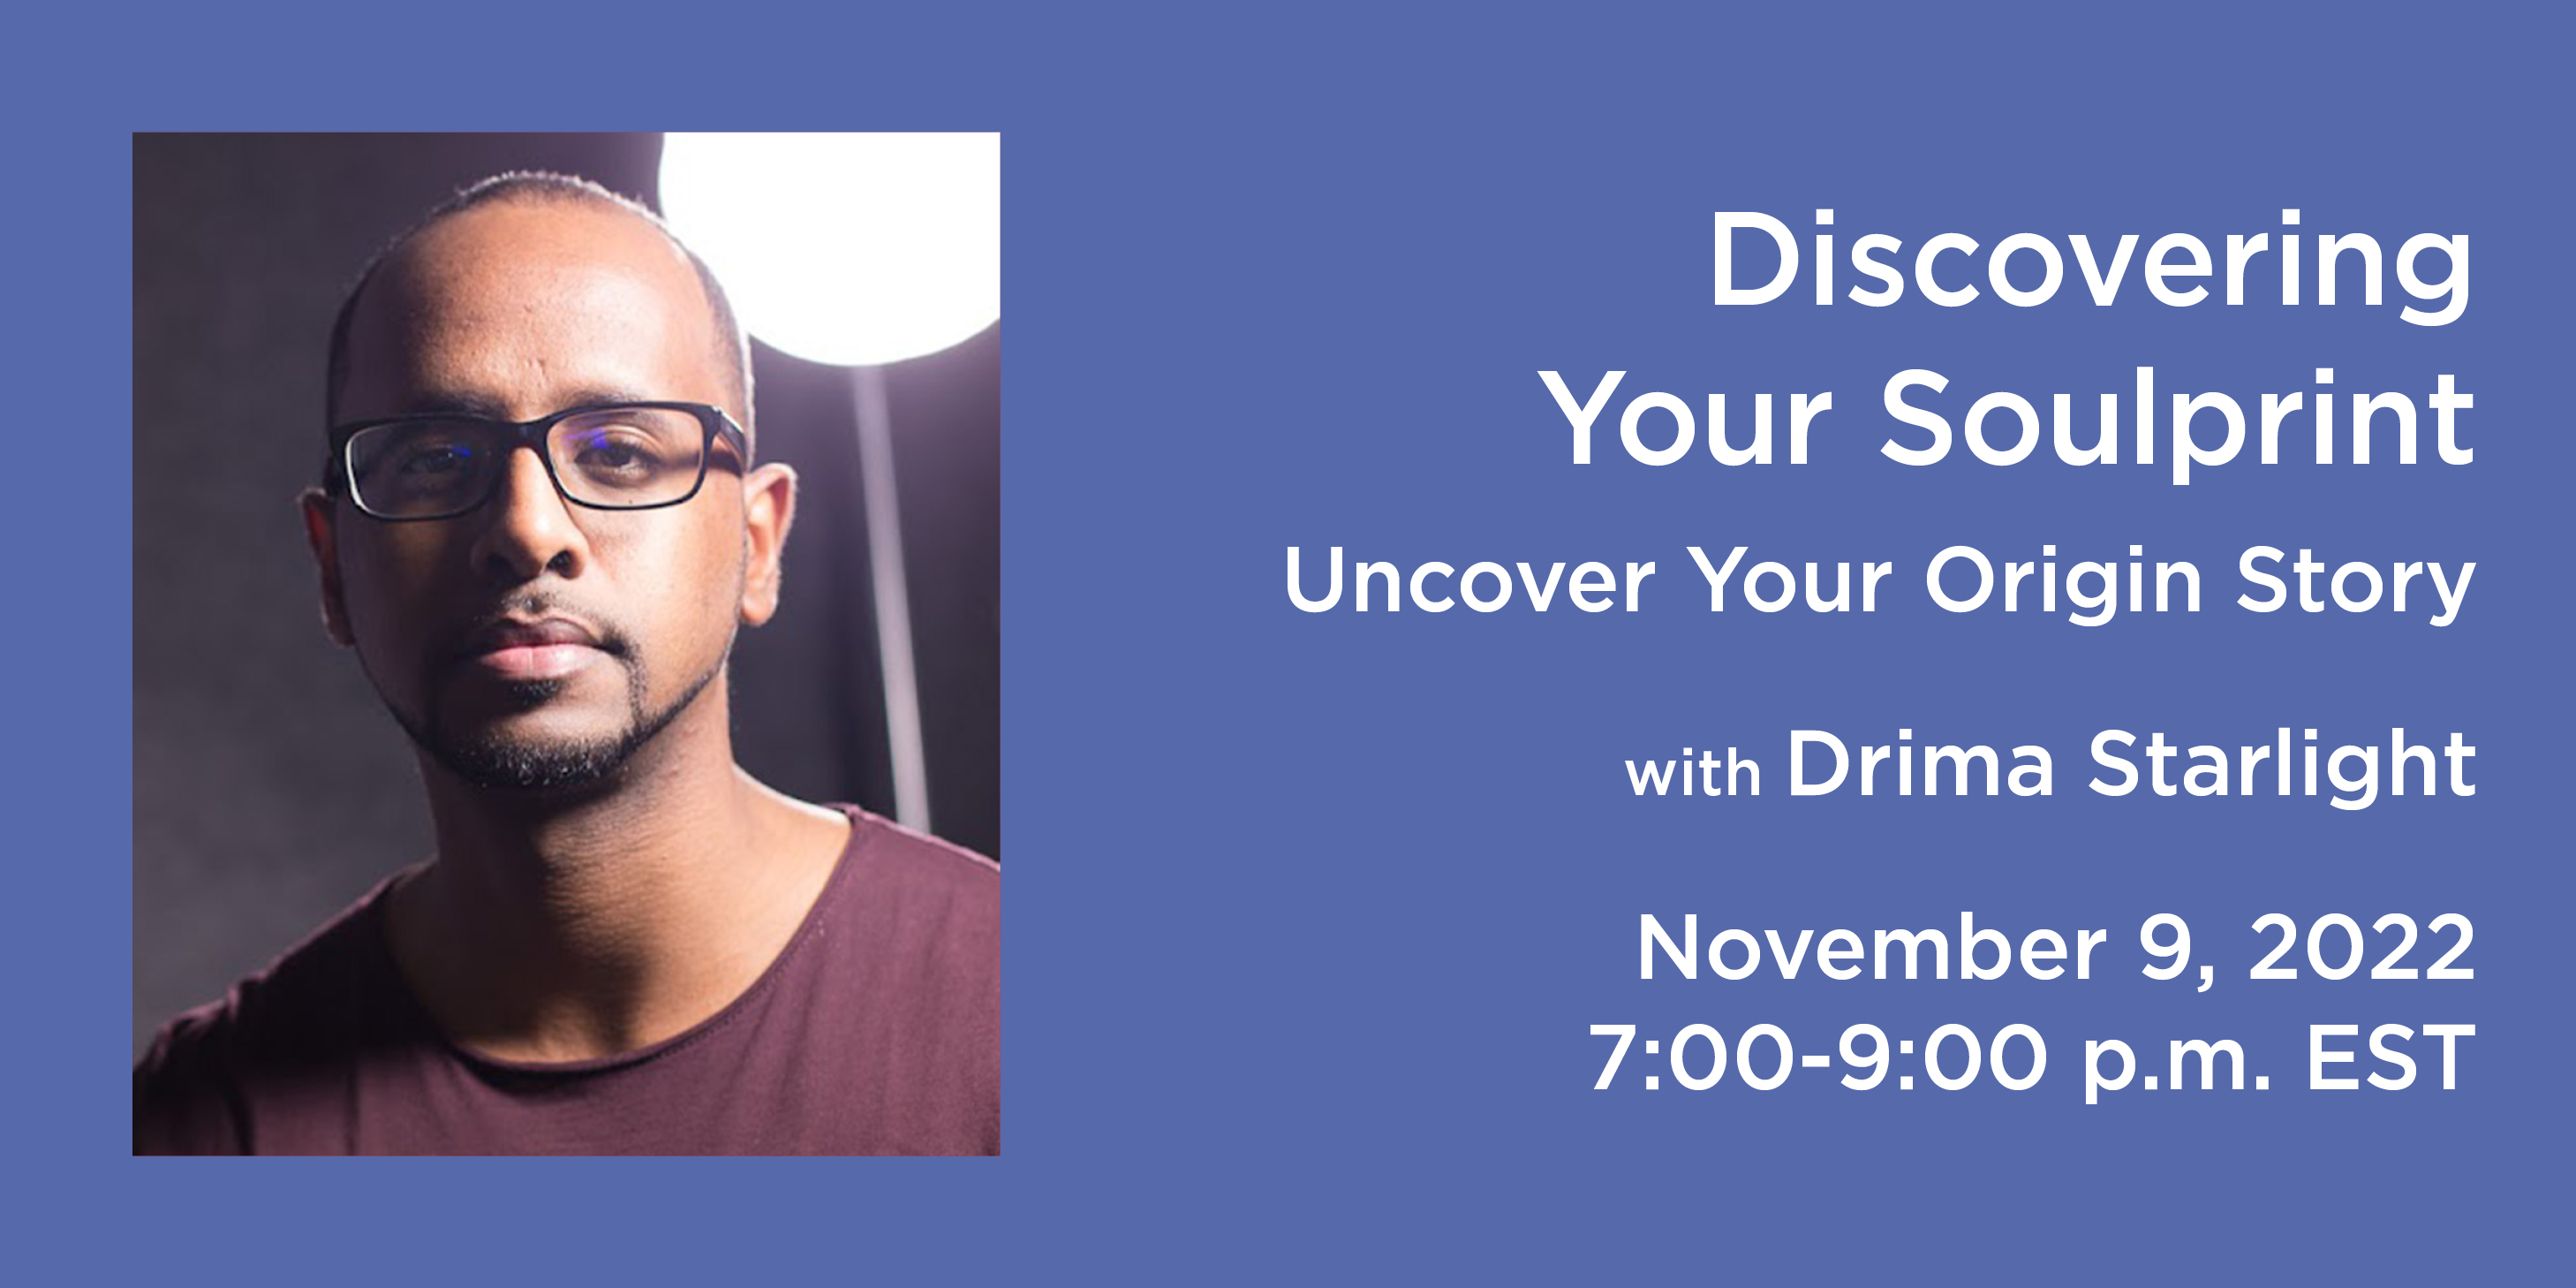 Discovering
Your Soulprint
Uncover Your Origin Story
with Drima Starlight
November 9, 2022
7:00-9:00 p.m. EST